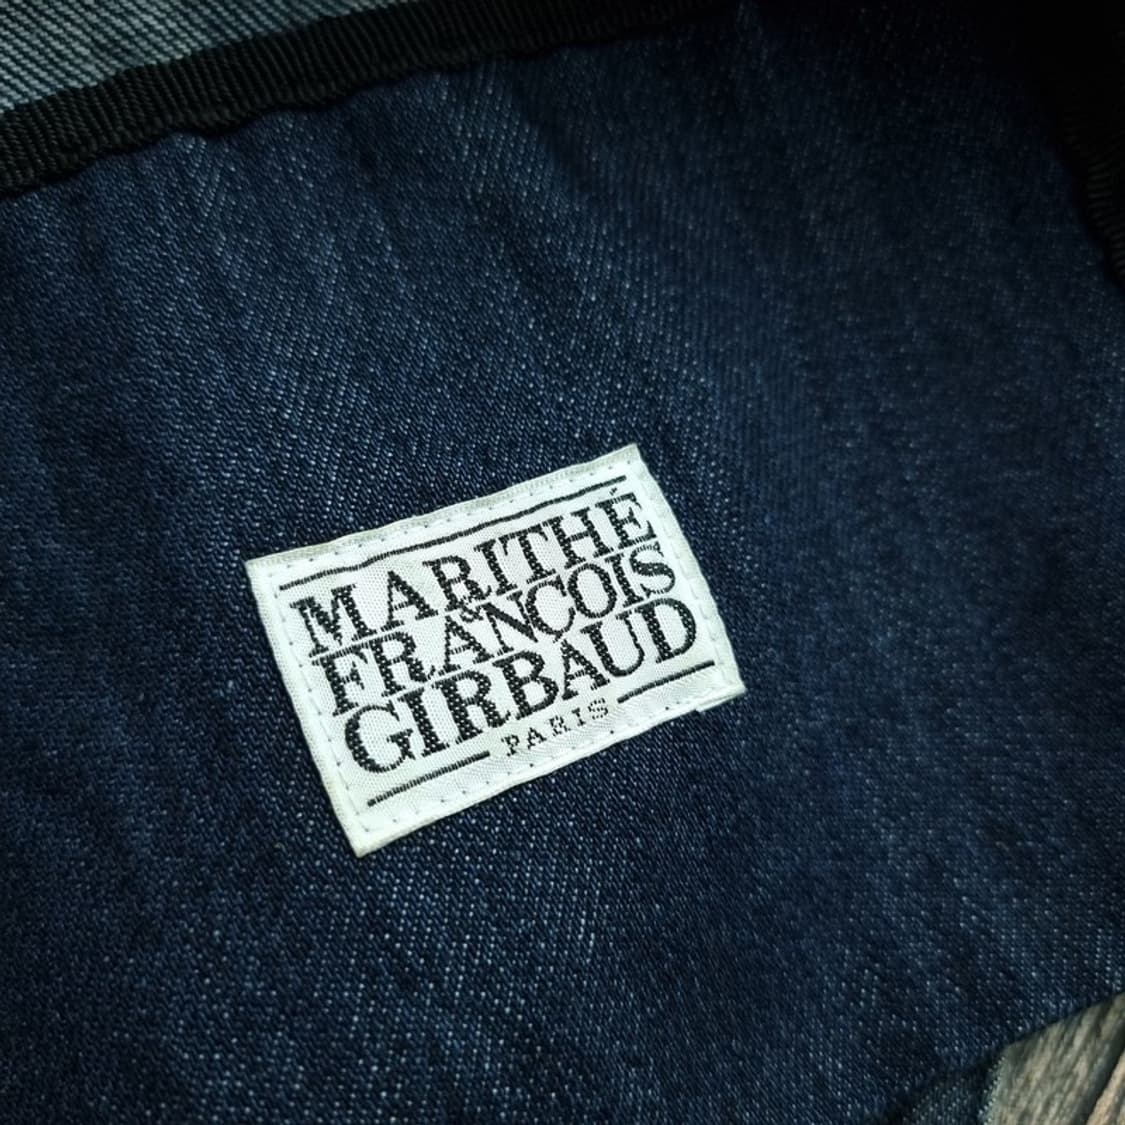 MARITHÉ
&
FRANÇOIS
GIRBAUD
PARIS